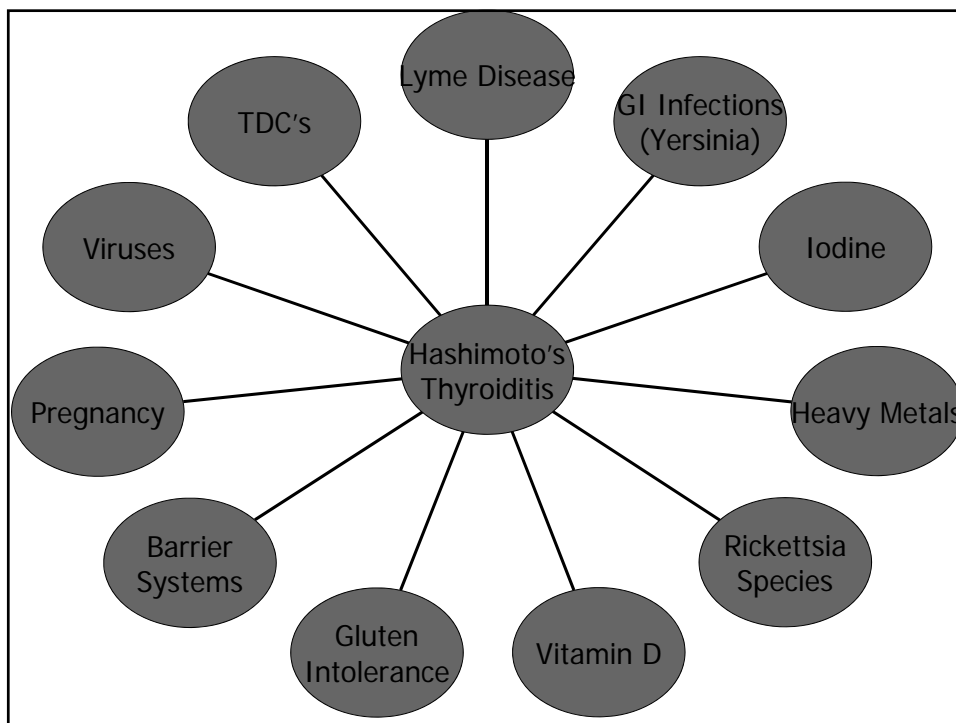 Lyme Disease
GI Infections
(Yersinia)
TDC's
Viruses
Iodine
Hashimoto's
Thyroiditis
Pregnancy
Heavy Metals
Barrier
Systems
Rickettsia
Species
Gluten
Intolerance
Vitamin D